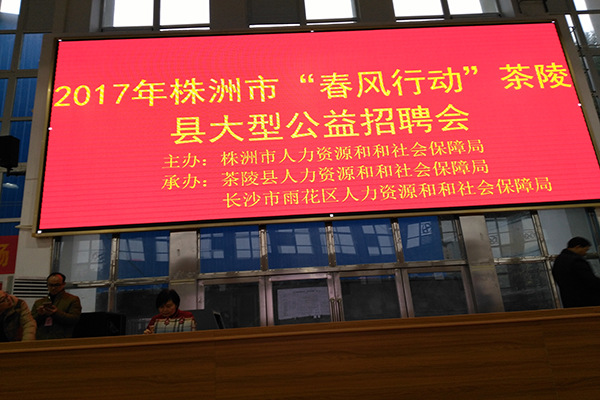 2017年株洲市“春风行动”茶陵
县大型公益招聘会
主办：株洲市人力资源和和社会保障局
承办：茶陵县人力资源和和社会保障局
长沙市雨花区人力资源和和社会保障局
场